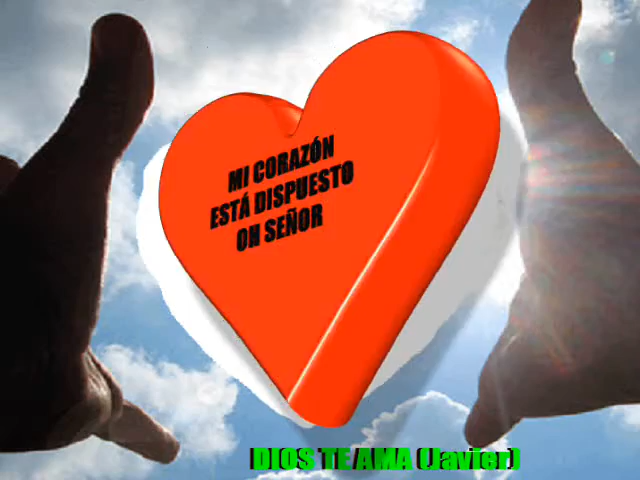 MI CORAZÓN
ESTÁ DISPUESTO
OH SEÑOR
DIOS TE AMA (Javier)